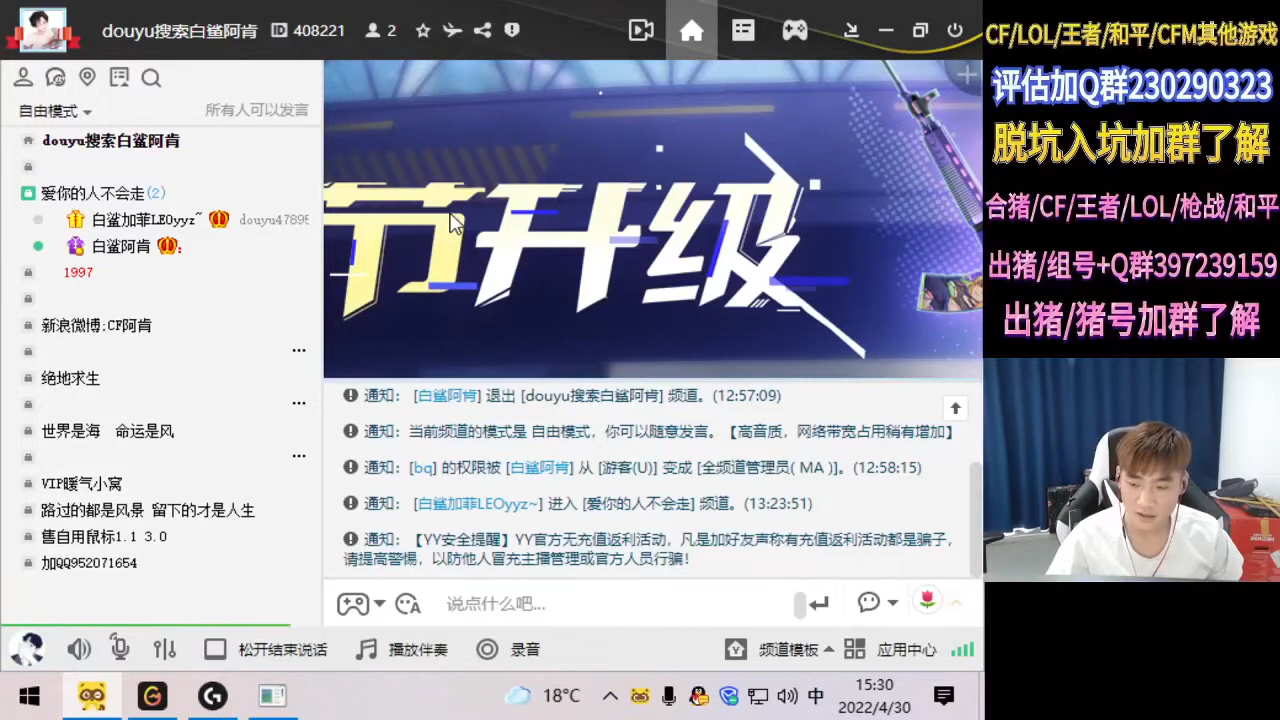 douyu搜索白鲨阿肯 ID 408221 2
自由模式 所有人可以发言
douyu搜索白鲨阿肯
爱你的人不会走(2)
白鲨加菲LEOyyz~ douyu47895
白鲨阿肯 :
1997
新浪微博:CF阿肯
...
绝地求生
...
世界是海 命运是风
...
VIP暖气小窝
路过的都是风景 留下的才是人生
售自用鼠标1.1 3.0
加QQ952071654
节开级
通知: [白鲨阿肯] 退出 [douyu搜索白鲨阿肯] 频道。(12:57:09)
通知: 当前频道的模式是 自由模式，你可以随意发言。【高音质，网络带宽占用稍有增加】
通知: [bq] 的权限被 [白鲨阿肯] 从 [游客(U)] 变成 [全频道管理员( MA )]。(12:58:15)
通知: [白鲨加菲LEOyyz~] 进入 [爱你的人不会走] 频道。(13:23:51)
通知: 【YY安全提醒】YY官方无充值返利活动，凡是加好友声称有充值返利活动都是骗子，
请提高警惕，以防他人冒充主播管理或官方人员行骗!
说点什么吧...
松开结束说话 播放伴奏 录音 频道模板 应用中心
18°C 中 15:30
2022/4/30
CF/LOL/王者/和平/CFM其他游戏
评估加Q群230290323
脱坑入坑加群了解
合猪/CF/王者/LOL/枪战/和平
出猪/组号+Q群397239159
出猪/猪号加群了解